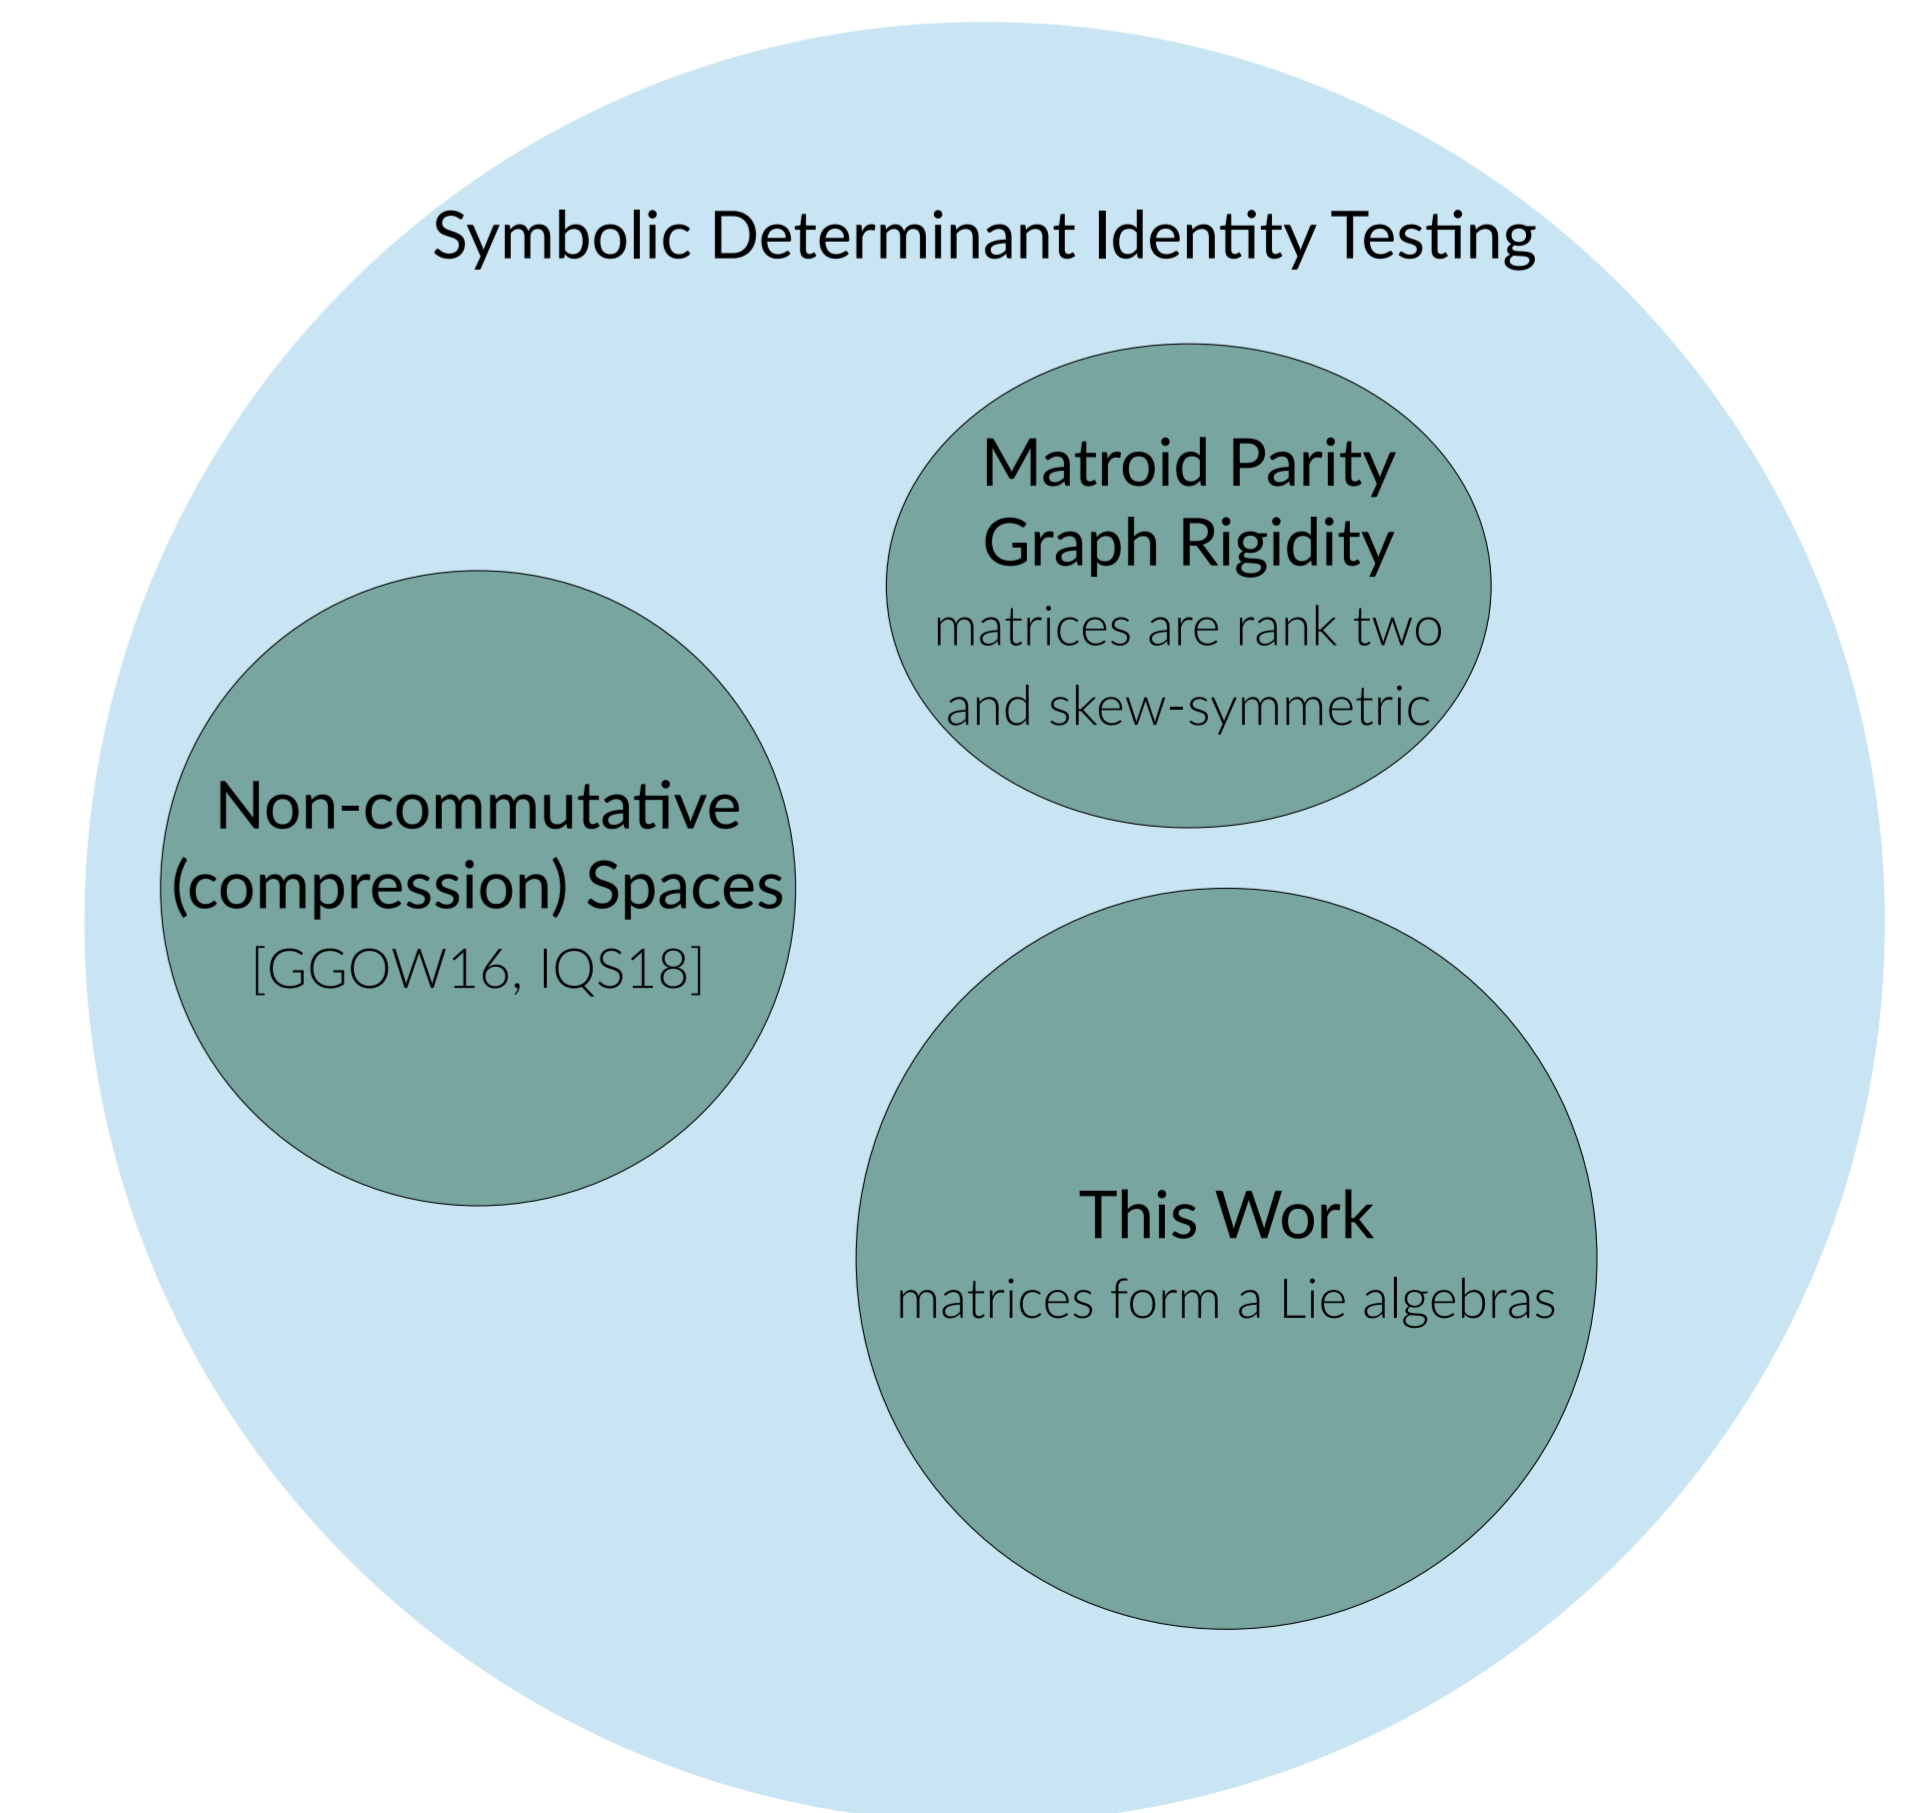 Symbolic Determinant Identity Testing
Matroid Parity
Graph Rigidity
matrices are rank two
and skew-symmetric
Non-commutative
(compression) Spaces
[GGOW16, IQS18]
This Work
matrices form a Lie algebras